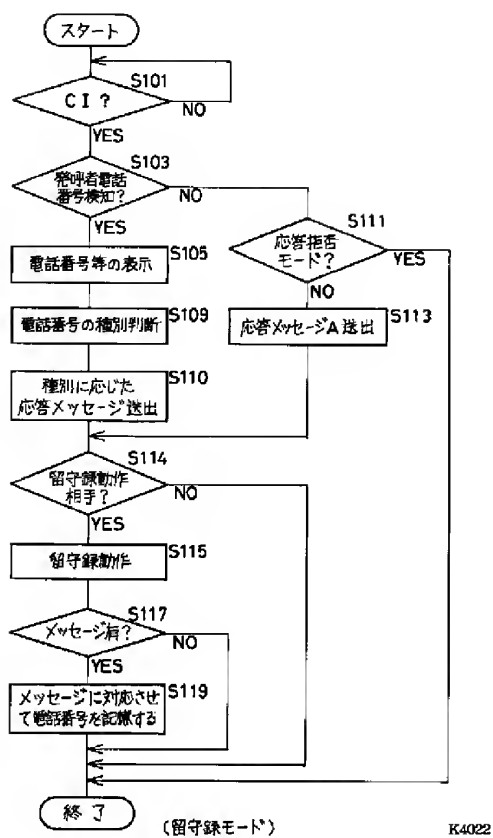 スタート
S101
CI?
NO
YES
S103
発呼者電話
番号検知?
NO
YES
S111
応答拒否
モード?
YES
NO
S105
電話番号等の表示
S109
電話番号の種別判断
S113
応答メッセージA送出
S110
種別に応じた
応答メッセージ送出
S114
留守録動作
相手?
NO
YES
S115
留守録動作
S117
メッセージ有?
NO
YES
S119
メッセージに対応させ
て電話番号を記憶する
終了
(留守録モード)
K4022